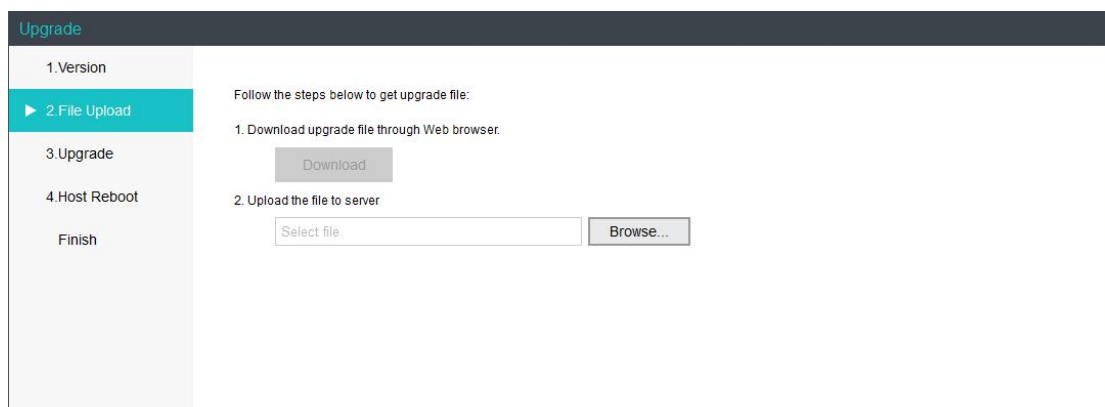 Upgrade
1.Version
2.File Upload
3.Upgrade
4.Host Reboot
Finish
Follow the steps below to get upgrade file:
1. Download upgrade file through Web browser.
Download
2. Upload the file to server
Select file
Browse...